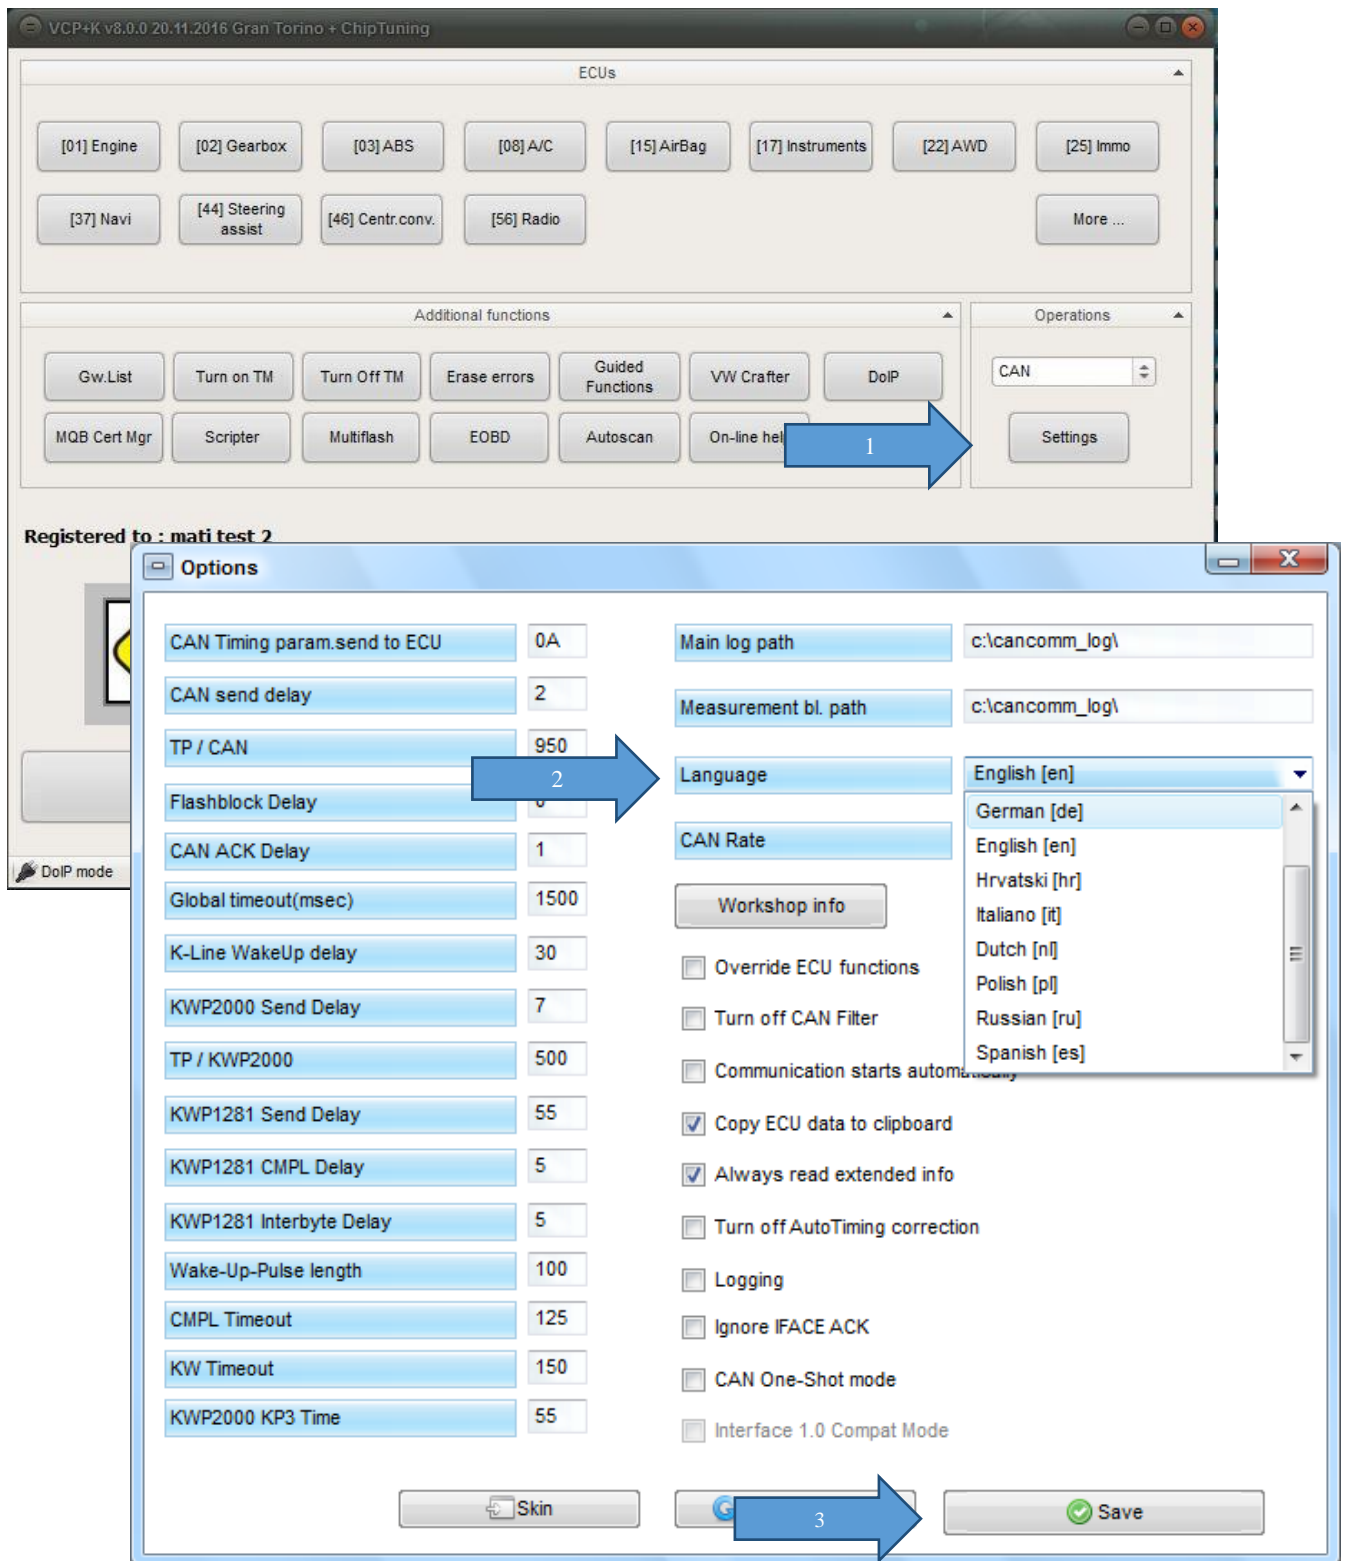 VCP+K v8.0.0 20.11.2016 Gran Torino + ChipTuning
ECUs
[01] Engine
[02] Gearbox
[03] ABS
[08] A/C
[15] AirBag
[17] Instruments
[22] AWD
[25] Immo
[37] Navi
[44] Steering
assist
[46] Centr.conv.
[56] Radio
More ...
Additional functions
Operations
Gw.List
Turn on TM
Turn Off TM
Erase errors
Guided
Functions
VW Crafter
DoIP
CAN
MQB Cert Mgr
Scripter
Multiflash
EOBD
Autoscan
On-line
1
Settings
Registered to : mati test 2
DoIP mode
Options
CAN Timing param.send to ECU
0A
CAN send delay
2
TP / CAN
950
Flashblock Delay
CAN ACK Delay
1
Global timeout(msec)
1500
K-Line WakeUp delay
30
KWP2000 Send Delay
7
TP / KWP2000
500
KWP1281 Send Delay
55
KWP1281 CMPL Delay
5
KWP1281 Interbyte Delay
5
Wake-Up-Pulse length
100
CMPL Timeout
125
KW Timeout
150
KWP2000 KP3 Time
55
Main log path
c:\cancomm_log\
Measurement bl. path
c:\cancomm_log\
2
Language
English [en]
German [de]
English [en]
Hrvatski [hr]
Italiano [it]
Dutch [nl]
Polish [pl]
Russian [ru]
Spanish [es]
CAN Rate
Workshop info
Override ECU functions
Turn off CAN Filter
Communication starts automatically
Copy ECU data to clipboard
Always read extended info
Turn off AutoTiming correction
Logging
Ignore IFACE ACK
CAN One-Shot mode
Interface 1.0 Compat Mode
Skin
3
Save